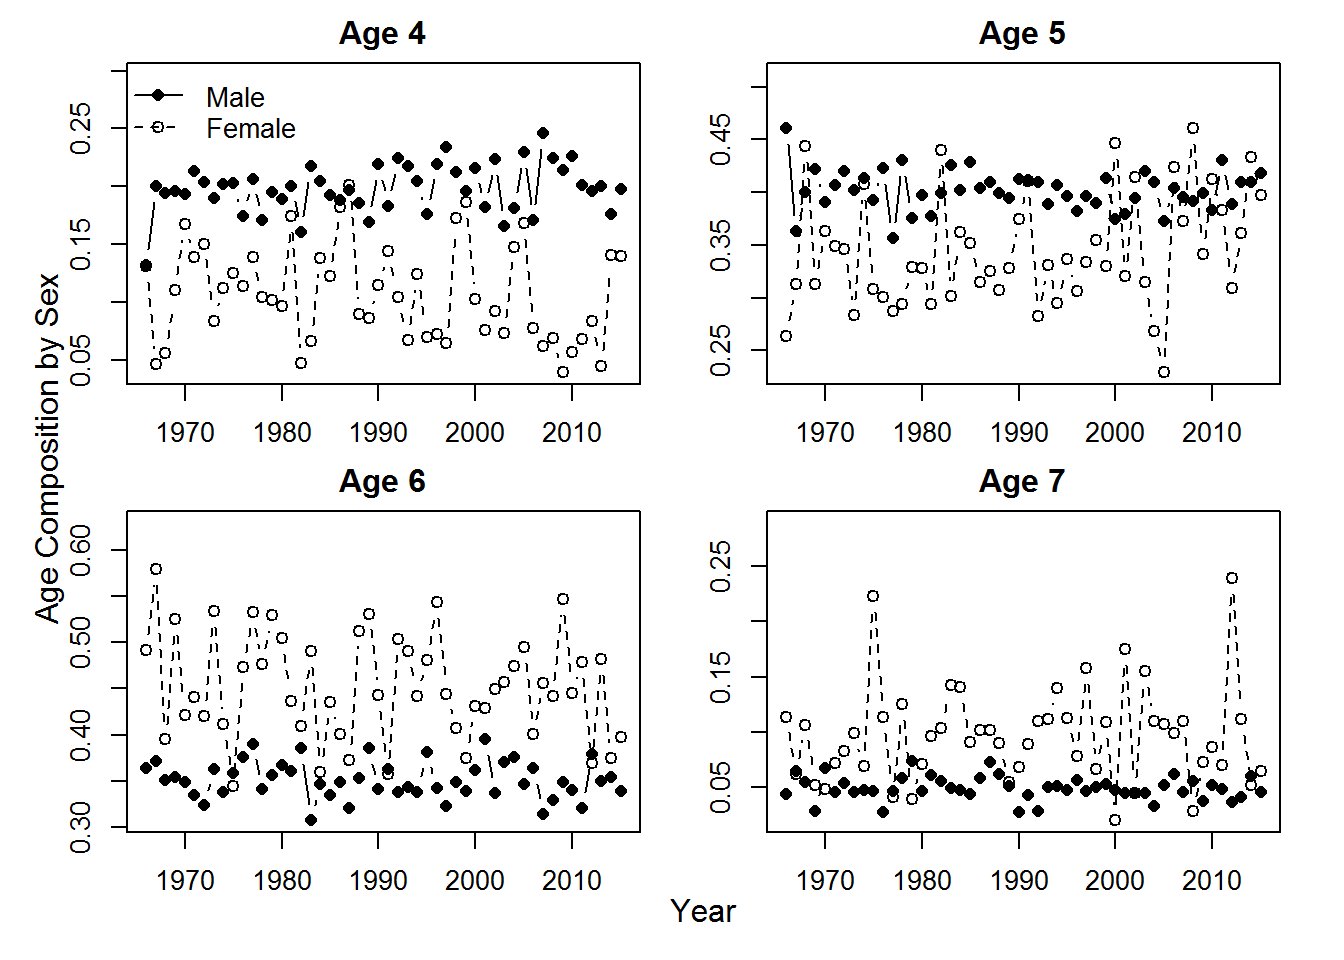 Age 4
Age 5
Male
Female
0.25
0.15
0.05
0.45
0.35
0.25
1970 1980 1990 2000 2010
1970 1980 1990 2000 2010
Age Composition by Sex
Age 6
Age 7
0.60
0.50
0.40
0.30
0.25
0.15
0.05
1970 1980 1990 2000 2010
1970 1980 1990 2000 2010
Year